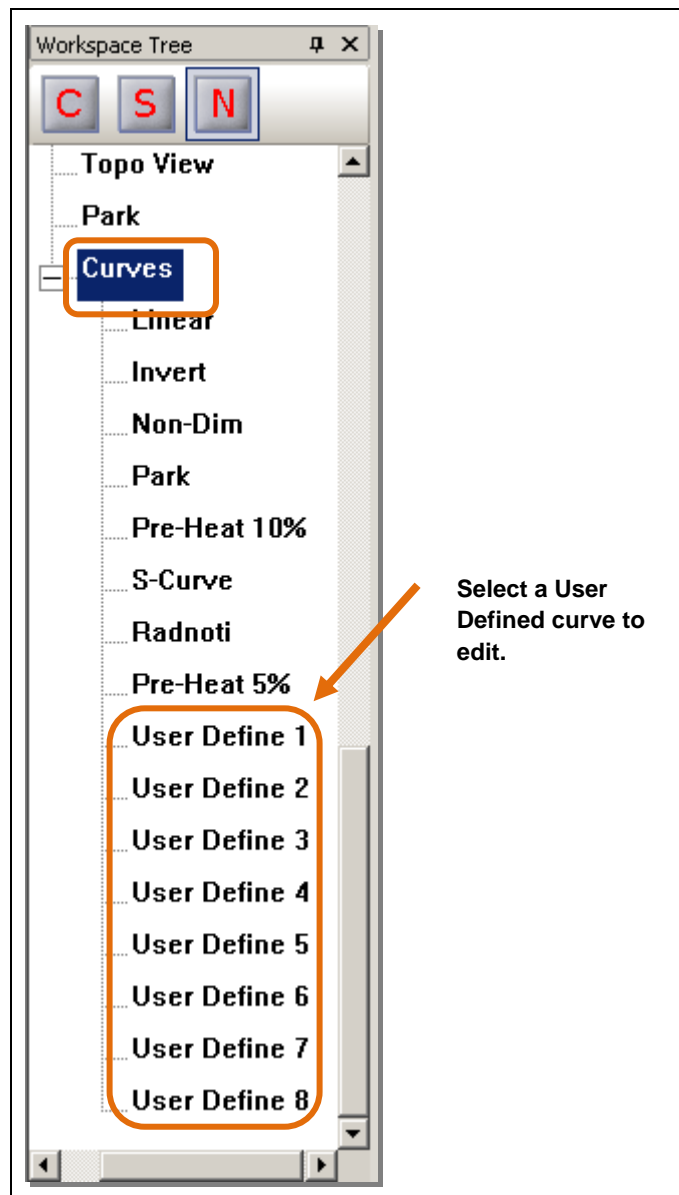 Workspace Tree
C S N
Topo View
Park
Curves
Linear
Invert
Non-Dim
Park
Pre-Heat 10%
S-Curve
Radnoti
Pre-Heat 5%
User Define 1
User Define 2
User Define 3
User Define 4
User Define 5
User Define 6
User Define 7
User Define 8
Select a User
Defined curve to
edit.